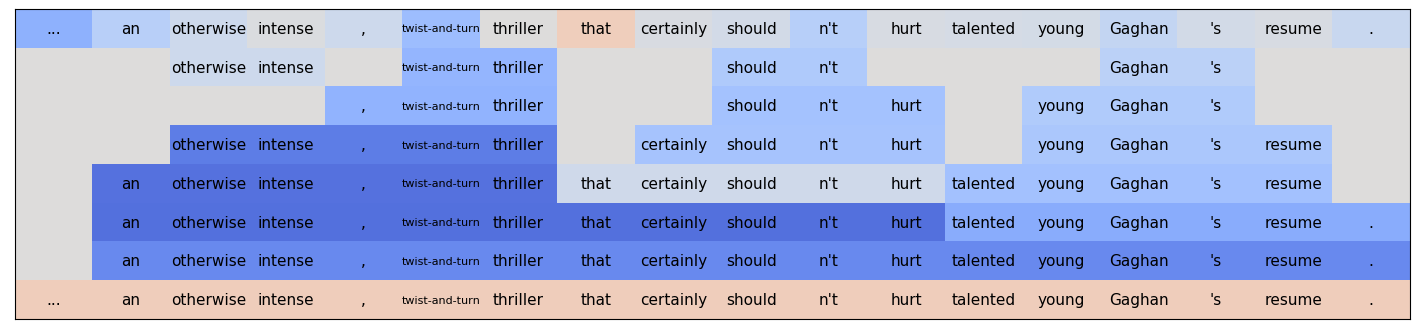 ... an otherwise intense , twist-and-turn thriller that certainly should n't hurt talented young Gaghan 's resume .
otherwise intense twist-and-turn thriller should n't Gaghan 's
, twist-and-turn thriller should n't hurt young Gaghan 's
otherwise intense , twist-and-turn thriller certainly should n't hurt young Gaghan 's resume
an otherwise intense , twist-and-turn thriller that certainly should n't hurt talented young Gaghan 's resume
an otherwise intense , twist-and-turn thriller that certainly should n't hurt talented young Gaghan 's resume .
an otherwise intense , twist-and-turn thriller that certainly should n't hurt talented young Gaghan 's resume .
... an otherwise intense , twist-and-turn thriller that certainly should n't hurt talented young Gaghan 's resume .